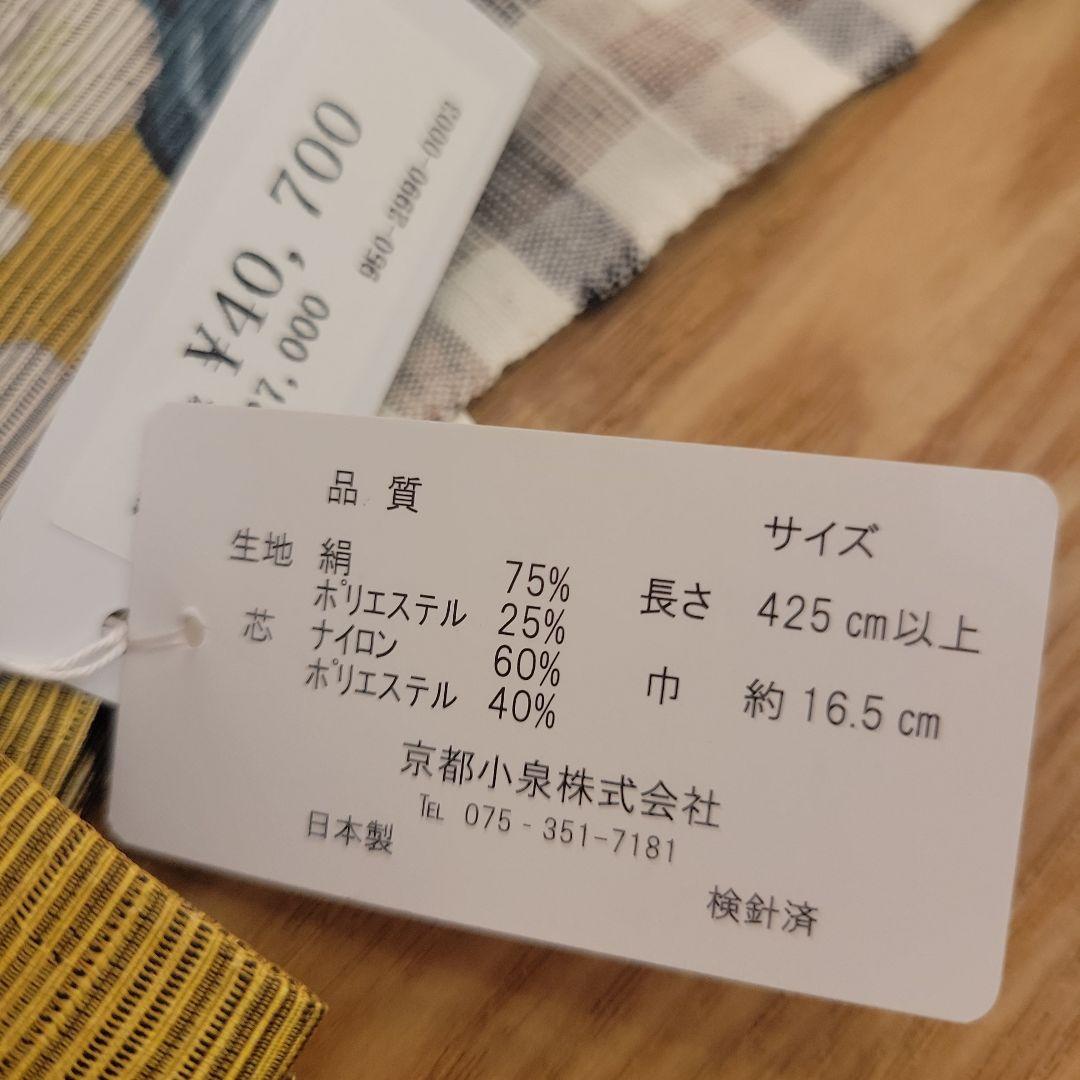 ¥40,700
7,000
950-2990-0003
品 質
生地 絹 75%
ポリエステル 25%
芯 ナイロン 60%
ポリエステル 40%
サイズ
長さ 425cm以上
巾 約16.5cm
京都小泉株式会社
TEL 075-351-7181
日本製
検針済